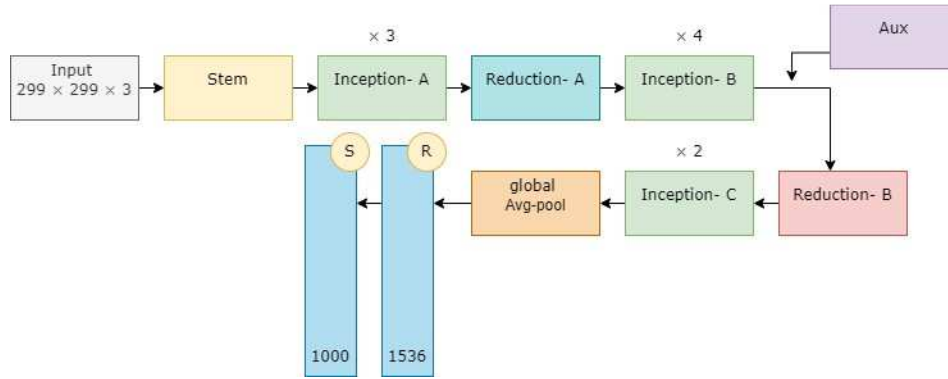 × 3
× 4
Aux
Input
299 × 299 × 3
Stem
Inception- A
Reduction- A
Inception- B
S
R
× 2
global
Avg-pool
Inception- C
Reduction- B
1000
1536